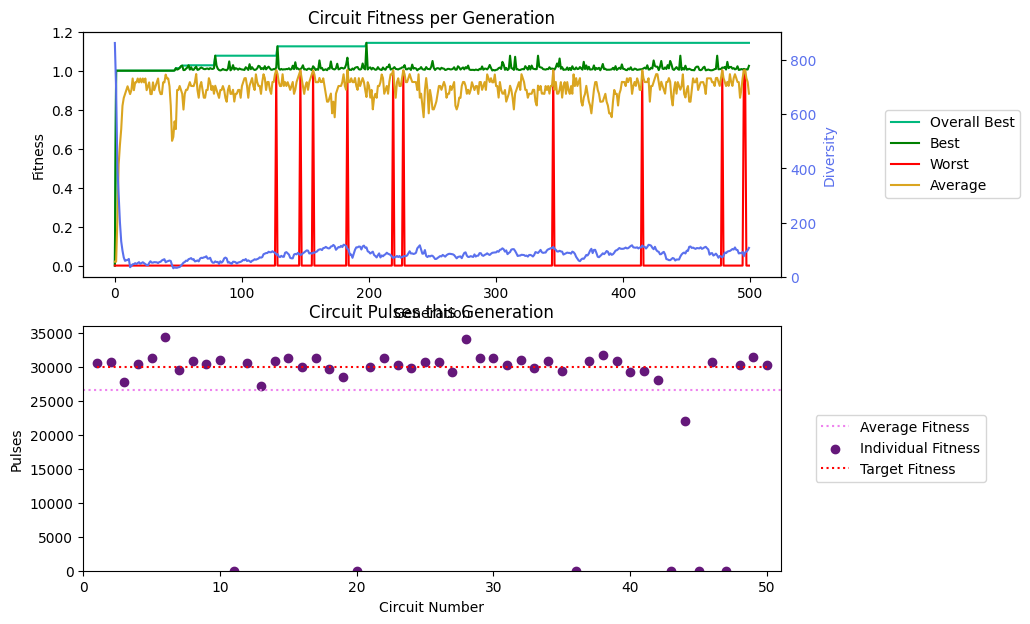 Circuit Fitness per Generation
1.2
1.0
0.8
0.6
0.4
0.2
0.0
Fitness
0
100
200
300
400
500
Generation
800
600
400
200
0
Diversity
Overall Best
Best
Worst
Average
Circuit Pulses this Generation
35000
30000
25000
20000
15000
10000
5000
0
Pulses
0
10
20
30
40
50
Circuit Number
Average Fitness
Individual Fitness
Target Fitness